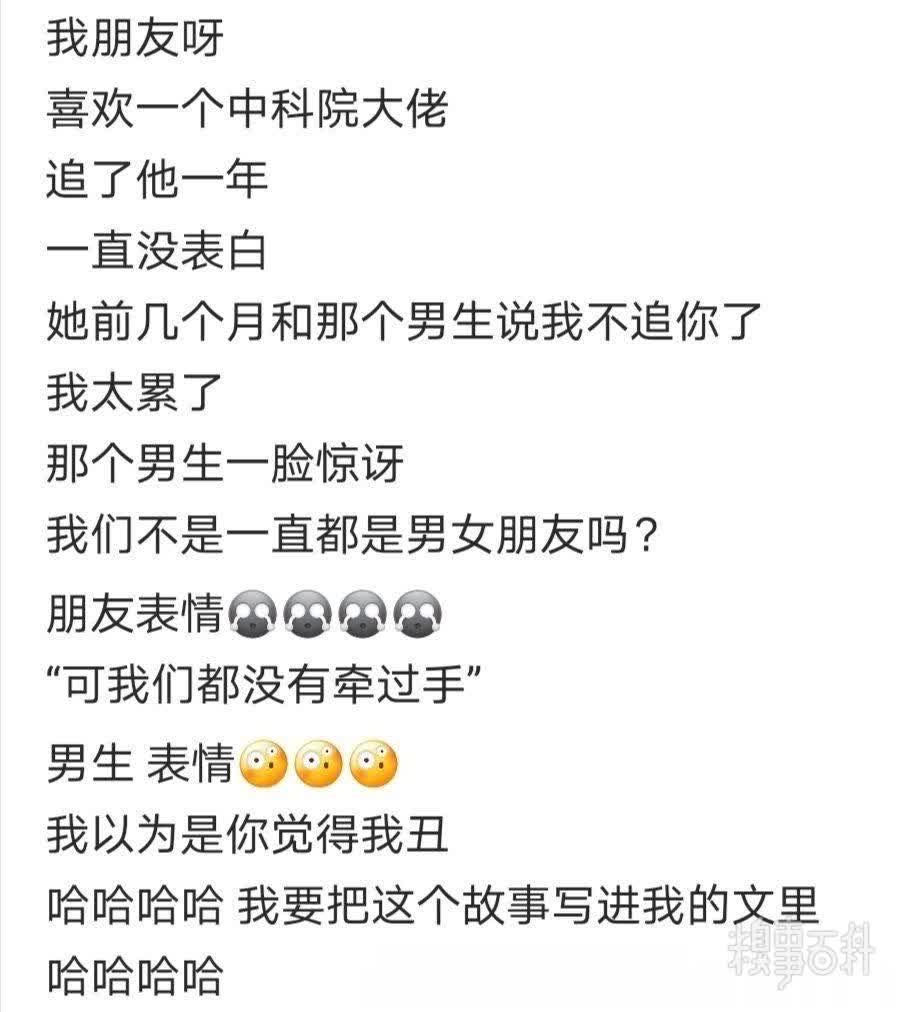 我朋友呀
喜欢一个中科院大佬
追了他一年
一直没表白
她前几个月和那个男生说我不追你了
我太累了
那个男生一脸惊讶
我们不是一直都是男女朋友吗？
朋友表情😱😱😱😱
“可我们都没有牵过手”
男生 表情🫨🫨🫨
我以为是你觉得我丑
哈哈哈哈 我要把这个故事写进我的文里
哈哈哈哈
糗事百科